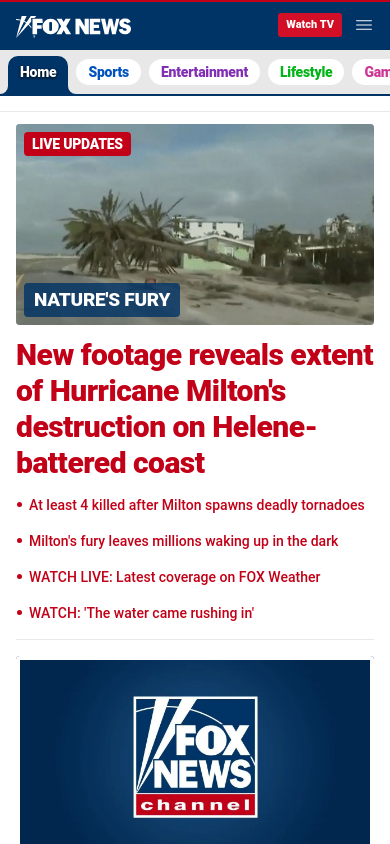 FOX NEWS
Watch TV
Home
Sports
Entertainment
Lifestyle
Gam
LIVE UPDATES
NATURE'S FURY
New footage reveals extent
of Hurricane Milton's
destruction on Helene-
battered coast
• At least 4 killed after Milton spawns deadly tornadoes
• Milton's fury leaves millions waking up in the dark
• WATCH LIVE: Latest coverage on FOX Weather
• WATCH: 'The water came rushing in'
FOX
NEWS
channel